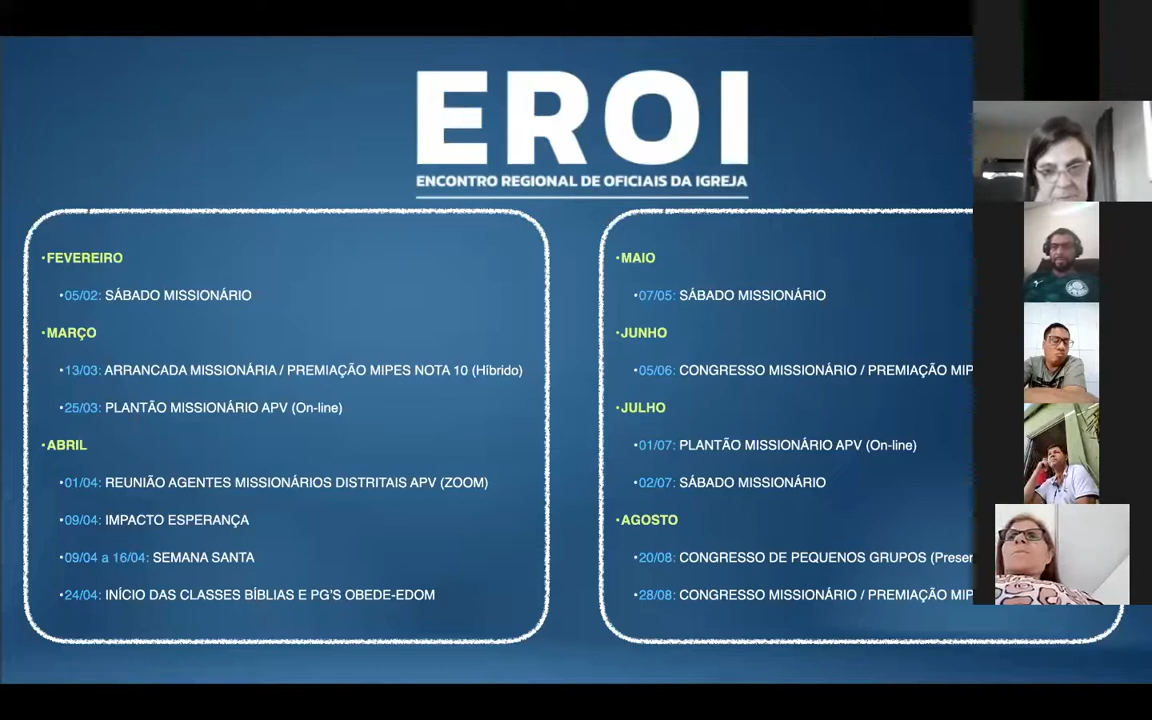 EROI
ENCONTRO REGIONAL DE OFICIAIS DA IGREJA
•FEVEREIRO
•05/02: SÁBADO MISSIONÁRIO
•MARÇO
•13/03: ARRANCADA MISSIONÁRIA / PREMIAÇÃO MIPES NOTA 10 (Híbrido)
•25/03: PLANTÃO MISSIONÁRIO APV (On-line)
•ABRIL
•01/04: REUNIÃO AGENTES MISSIONÁRIOS DISTRITAIS APV (ZOOM)
•09/04: IMPACTO ESPERANÇA
•09/04 a 16/04: SEMANA SANTA
•24/04: INÍCIO DAS CLASSES BÍBLIAS E PG'S OBEDE-EDOM
•MAIO
•07/05: SÁBADO MISSIONÁRIO
•JUNHO
•05/06: CONGRESSO MISSIONÁRIO / PREMIAÇÃO MIP
•JULHO
•01/07: PLANTÃO MISSIONÁRIO APV (On-line)
•02/07: SÁBADO MISSIONÁRIO
•AGOSTO
•20/08: CONGRESSO DE PEQUENOS GRUPOS (Presen
•28/08: CONGRESSO MISSIONÁRIO / PREMIAÇÃO MIP